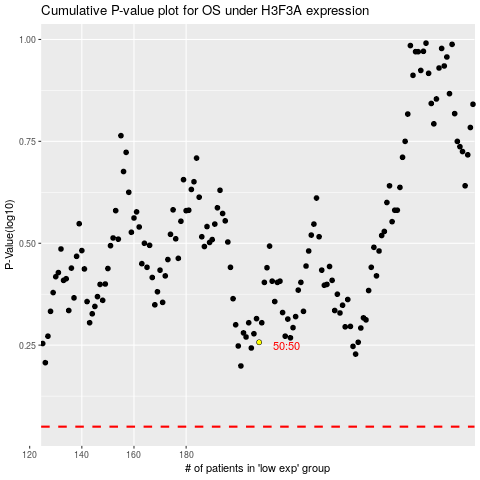 Cumulative P-value plot for OS under H3F3A expression
1.00
0.75
0.50
0.25
P-Value(log10)
50:50
120 140 160 180
# of patients in 'low exp' group